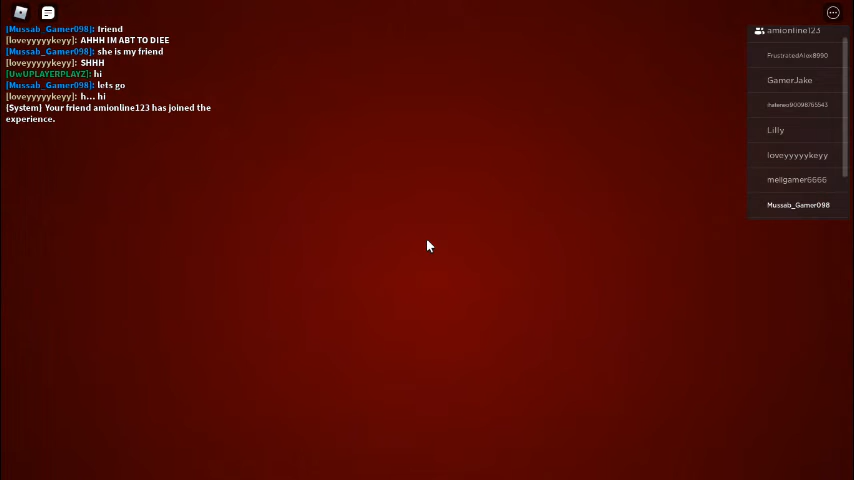 [Mussab_Gamer098]: friend
[loveyyyyykeyy]: AHHH IM ABT TO DIEE
[Mussab_Gamer098]: she is my friend
[loveyyyyykeyy]: SHHH
[UwUPLAYERPLAYZ]: hi
[Mussab_Gamer098]: lets go
[loveyyyyykeyy]: h... hi
[System] Your friend amionline123 has joined the
experience.
amionline123
FrustratedAlex8990
GamerJake
Lilly
loveyyyyykeyy
meilgamer6666
Mussab_Gamer098